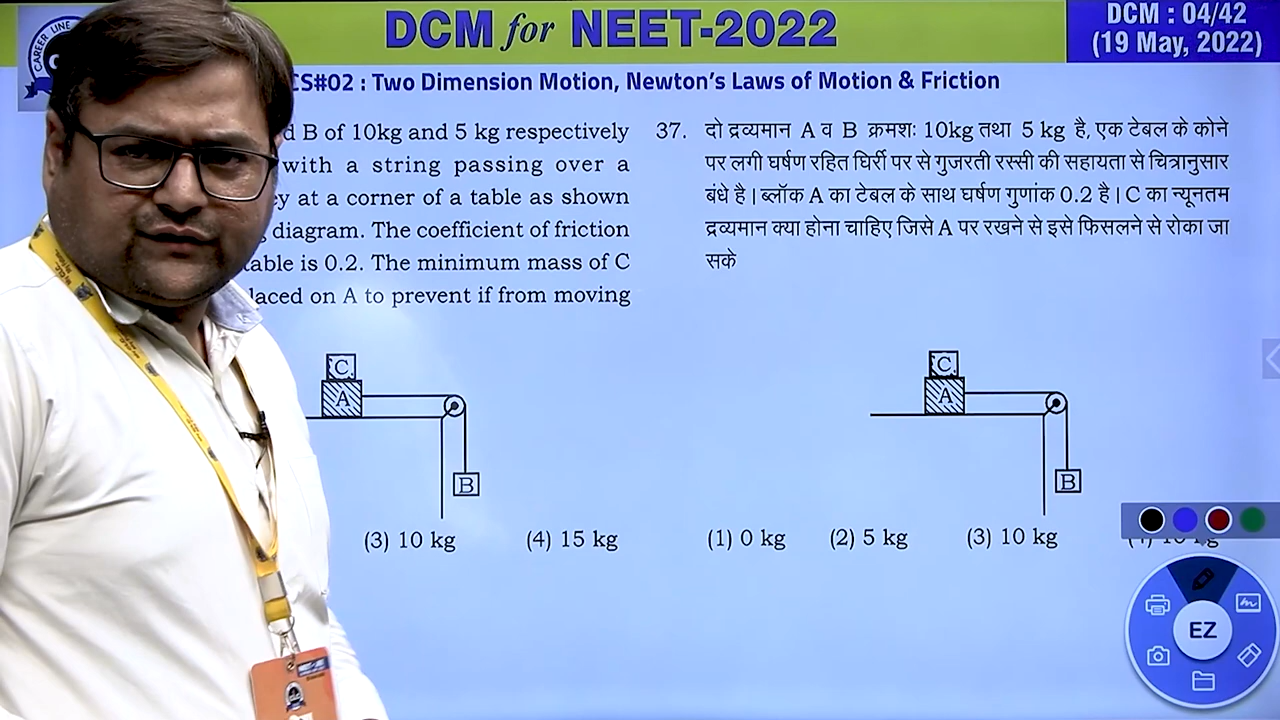 DCM for NEET-2022
DCM : 04/42
(19 May, 2022)
CAREER LINE
CS#02 : Two Dimension Motion, Newton's Laws of Motion & Friction
B of 10kg and 5 kg respectively
with a string passing over a
at a corner of a table as shown
diagram. The coefficient of friction
table is 0.2. The minimum mass of C
placed on A to prevent if from moving
C
A
B
(3) 10 kg (4) 15 kg
37. दो द्रव्यमान A व B क्रमशः 10kg तथा 5 kg है, एक टेबल के कोने
पर लगी घर्षण रहित घिर्री पर से गुजरती रस्सी की सहायता से चित्रानुसार
बंधे है। ब्लॉक A का टेबल के साथ घर्षण गुणांक 0.2 है। C का न्यूनतम
द्रव्यमान क्या होना चाहिए जिसे A पर रखने से इसे फिसलने से रोका जा
सके
C
A
B
(1) 0 kg (2) 5 kg (3) 10 kg
EZ